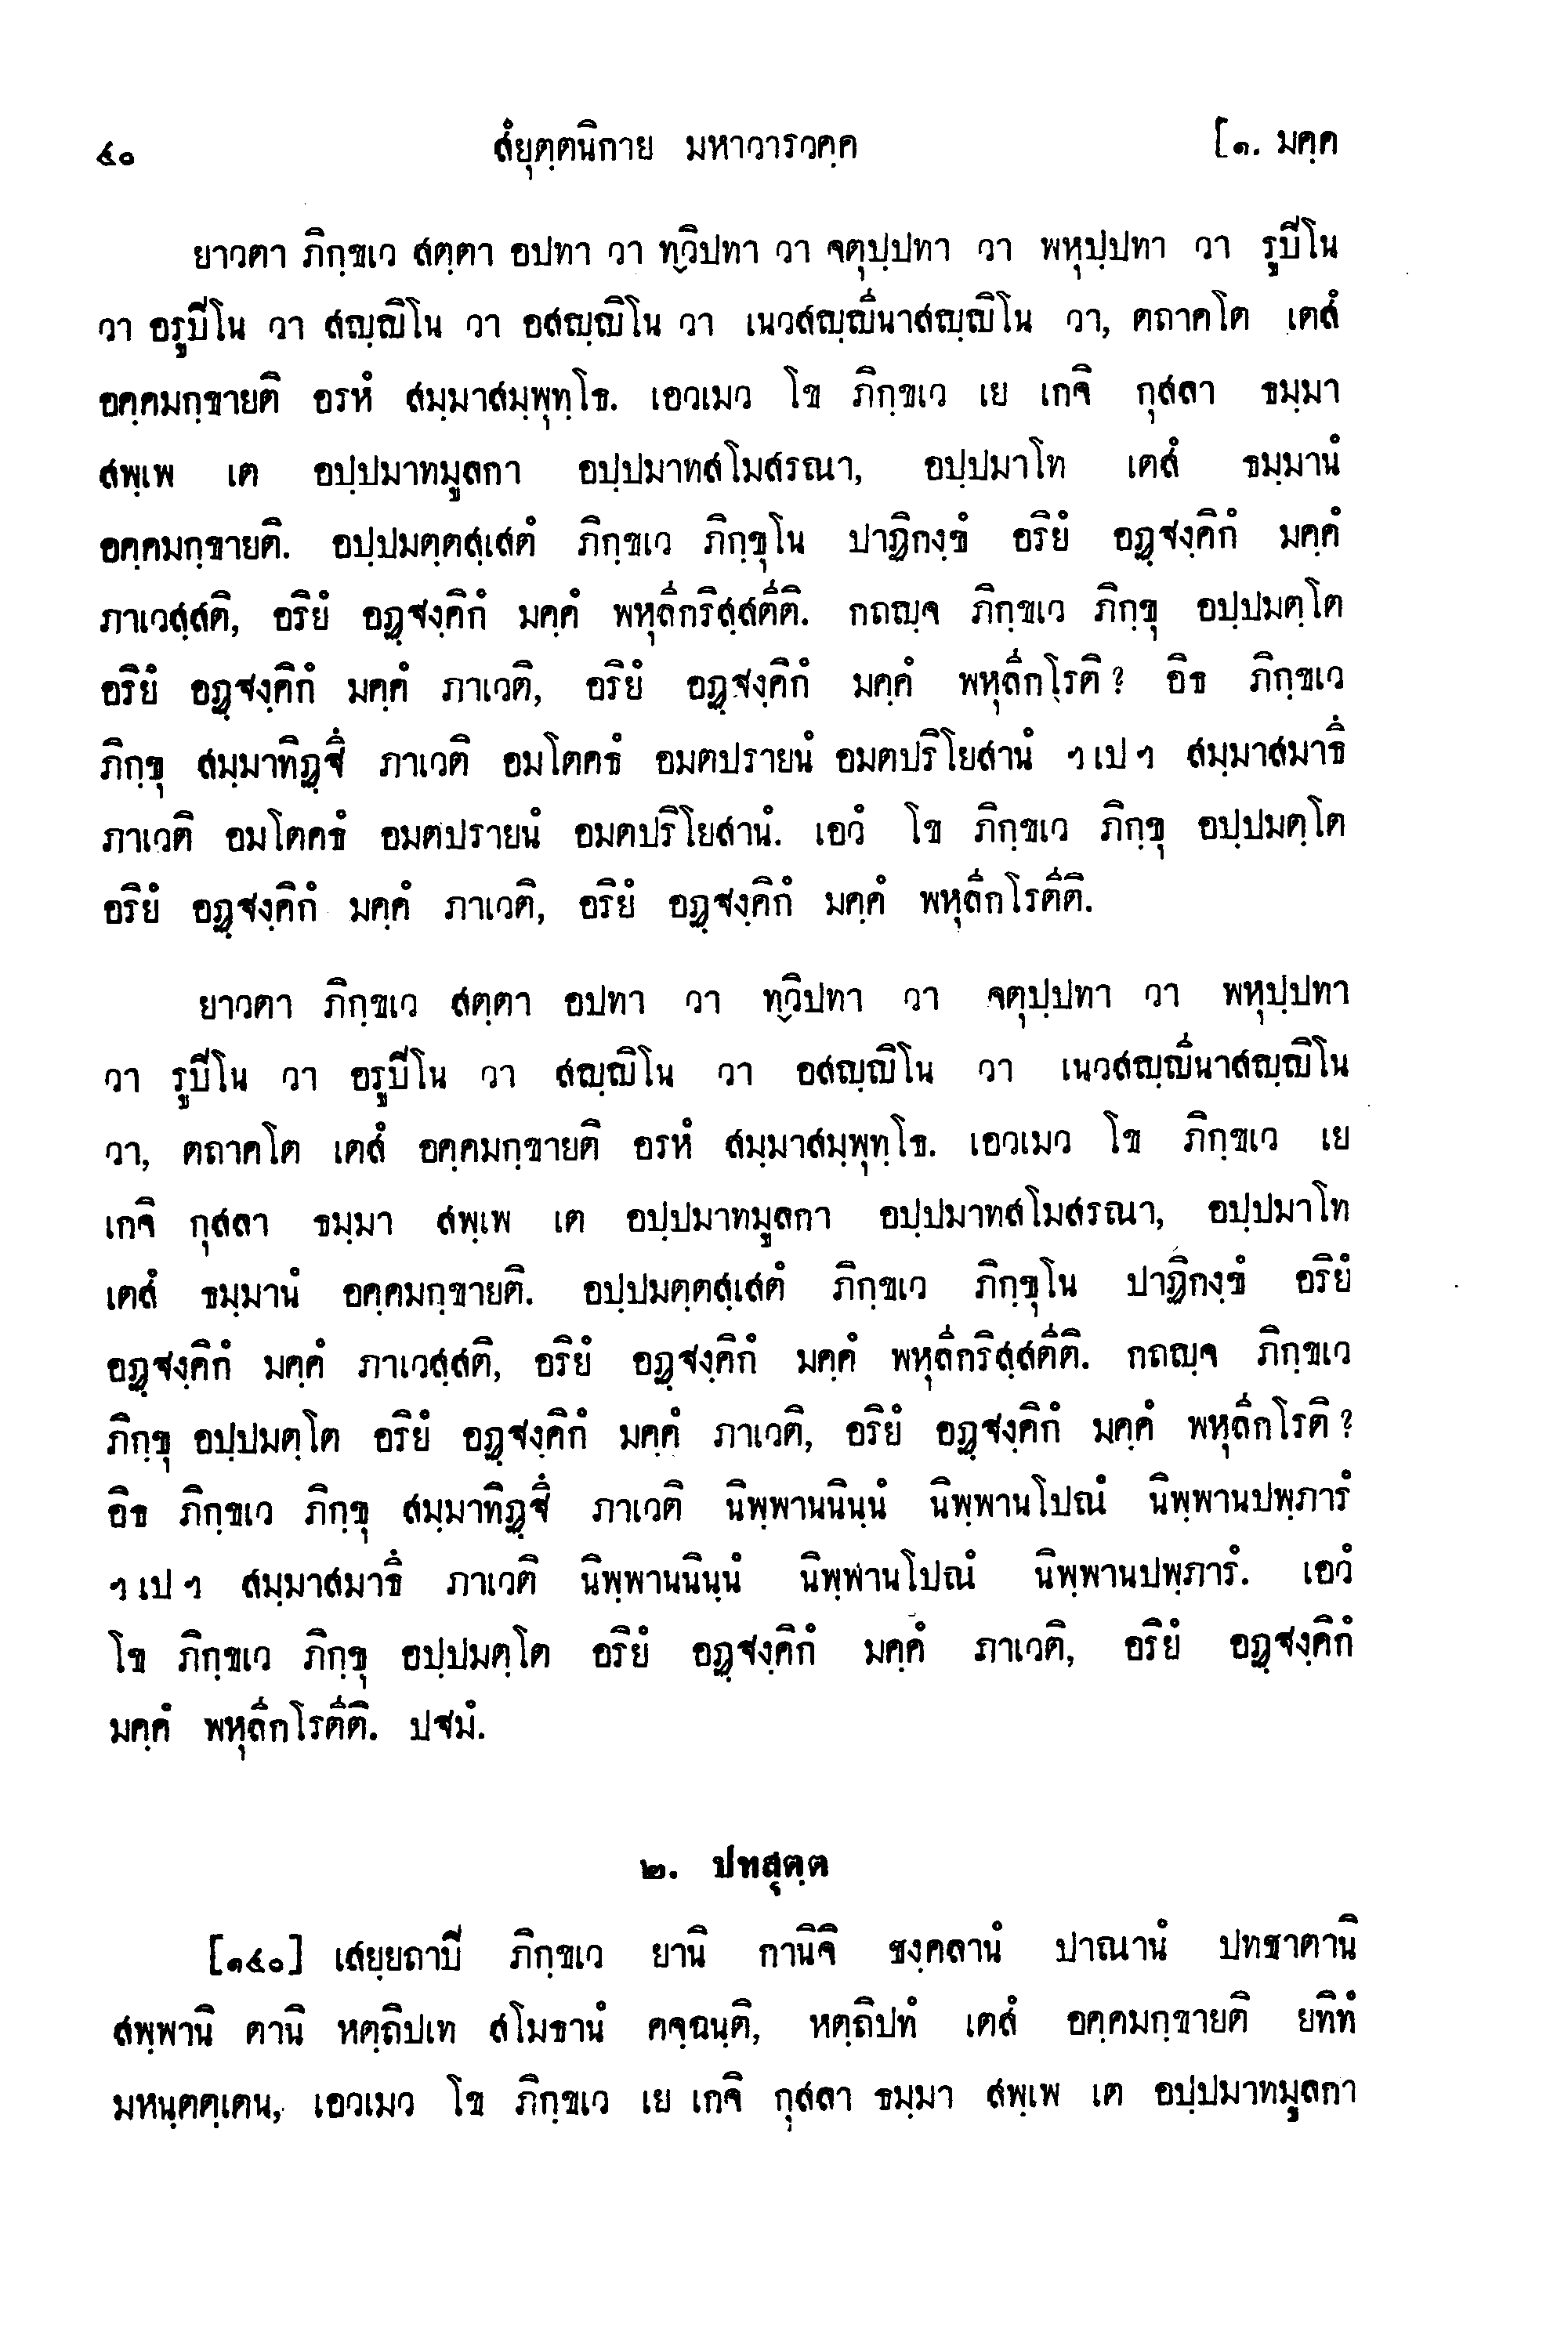 ๔๐ สํยุตฺตนิกาย มหาวารวคฺค [๑. มคฺค
ยาวตา ภิกฺขเว สตฺตา อปทา วา ท๎วิปทา วา จตุปฺปทา วา พหุปฺปทา วา รูปิโน
วา อรูปิโน วา สญฺญิโน วา อสญฺญิโน วา เนวสญฺญีนาสญฺญิโน วา, ตถาคโต เตสํ
อคฺคมกฺขายติ อรหํ สมฺมาสมฺพุทฺโธ. เอวเมว โข ภิกฺขเว เย เกจิ กุสลา ธมฺมา
สพฺเพ เต อปฺปมาทมูลกา อปฺปมาทสโมสรณา, อปฺปมาโท เตสํ ธมฺมานํ
อคฺคมกฺขายติ. อปฺปมตฺตสฺเสตํ ภิกฺขเว ภิกฺขุโน ปาฏิกงฺขํ อริยํ อฏฺฐงฺคิกํ มคฺคํ
ภาเวสฺสติ, อริยํ อฏฺฐงฺคิกํ มคฺคํ พหุลีกริสฺสตีติ. กถญฺจ ภิกฺขเว ภิกฺขุ อปฺปมตฺโต
อริยํ อฏฺฐงฺคิกํ มคฺคํ ภาเวติ, อริยํ อฏฺฐงฺคิกํ มคฺคํ พหุลีกโรติ? อิธ ภิกฺขเว
ภิกฺขุ สมฺมาทิฏฺฐึ ภาเวติ อมโตคธํ อมตปรายนํ อมตปริโยสานํ ฯเปฯ สมฺมาสมาธึ
ภาเวติ อมโตคธํ อมตปรายนํ อมตปริโยสานํ. เอวํ โข ภิกฺขเว ภิกฺขุ อปฺปมตฺโต
อริยํ อฏฺฐงฺคิกํ มคฺคํ ภาเวติ, อริยํ อฏฺฐงฺคิกํ มคฺคํ พหุลีกโรตีติ.
ยาวตา ภิกฺขเว สตฺตา อปทา วา ท๎วิปทา วา จตุปฺปทา วา พหุปฺปทา
วา รูปิโน วา อรูปิโน วา สญฺญิโน วา อสญฺญิโน วา เนวสญฺญีนาสญฺญิโน
วา, ตถาคโต เตสํ อคฺคมกฺขายติ อรหํ สมฺมาสมฺพุทฺโธ. เอวเมว โข ภิกฺขเว เย
เกจิ กุสลา ธมฺมา สพฺเพ เต อปฺปมาทมูลกา อปฺปมาทสโมสรณา, อปฺปมาโท
เตสํ ธมฺมานํ อคฺคมกฺขายติ. อปฺปมตฺตสฺเสตํ ภิกฺขเว ภิกฺขุโน ปาฏิกงฺขํ อริยํ
อฏฺฐงฺคิกํ มคฺคํ ภาเวสฺสติ, อริยํ อฏฺฐงฺคิกํ มคฺคํ พหุลีกริสฺสตีติ. กถญฺจ ภิกฺขเว
ภิกฺขุ อปฺปมตฺโต อริยํ อฏฺฐงฺคิกํ มคฺคํ ภาเวติ, อริยํ อฏฺฐงฺคิกํ มคฺคํ พหุลีกโรติ?
อิธ ภิกฺขเว ภิกฺขุ สมฺมาทิฏฺฐึ ภาเวติ นิพฺพานนินฺนํ นิพฺพานโปณํ นิพฺพานปพฺภารํ
ฯเปฯ สมฺมาสมาธึ ภาเวติ นิพฺพานนินฺนํ นิพฺพานโปณํ นิพฺพานปพฺภารํ. เอวํ
โข ภิกฺขเว ภิกฺขุ อปฺปมตฺโต อริยํ อฏฺฐงฺคิกํ มคฺคํ ภาเวติ, อริยํ อฏฺฐงฺคิกํ
มคฺคํ พหุลีกโรตีติ. ปฐมํ.
๒. ปทสุตฺต
[๑๔๐] เสยฺยถาปิ ภิกฺขเว ยานิ กานิจิ ชงฺคลานํ ปาณานํ ปทชาตานิ
สพฺพานิ ตานิ หตฺถิปเท สโมธานํ คจฺฉนฺติ, หตฺถิปทํ เตสํ อคฺคมกฺขายติ ยทิทํ
มหนฺตตฺเตน, เอวเมว โข ภิกฺขเว เย เกจิ กุสลา ธมฺมา สพฺเพ เต อปฺปมาทมูลกา